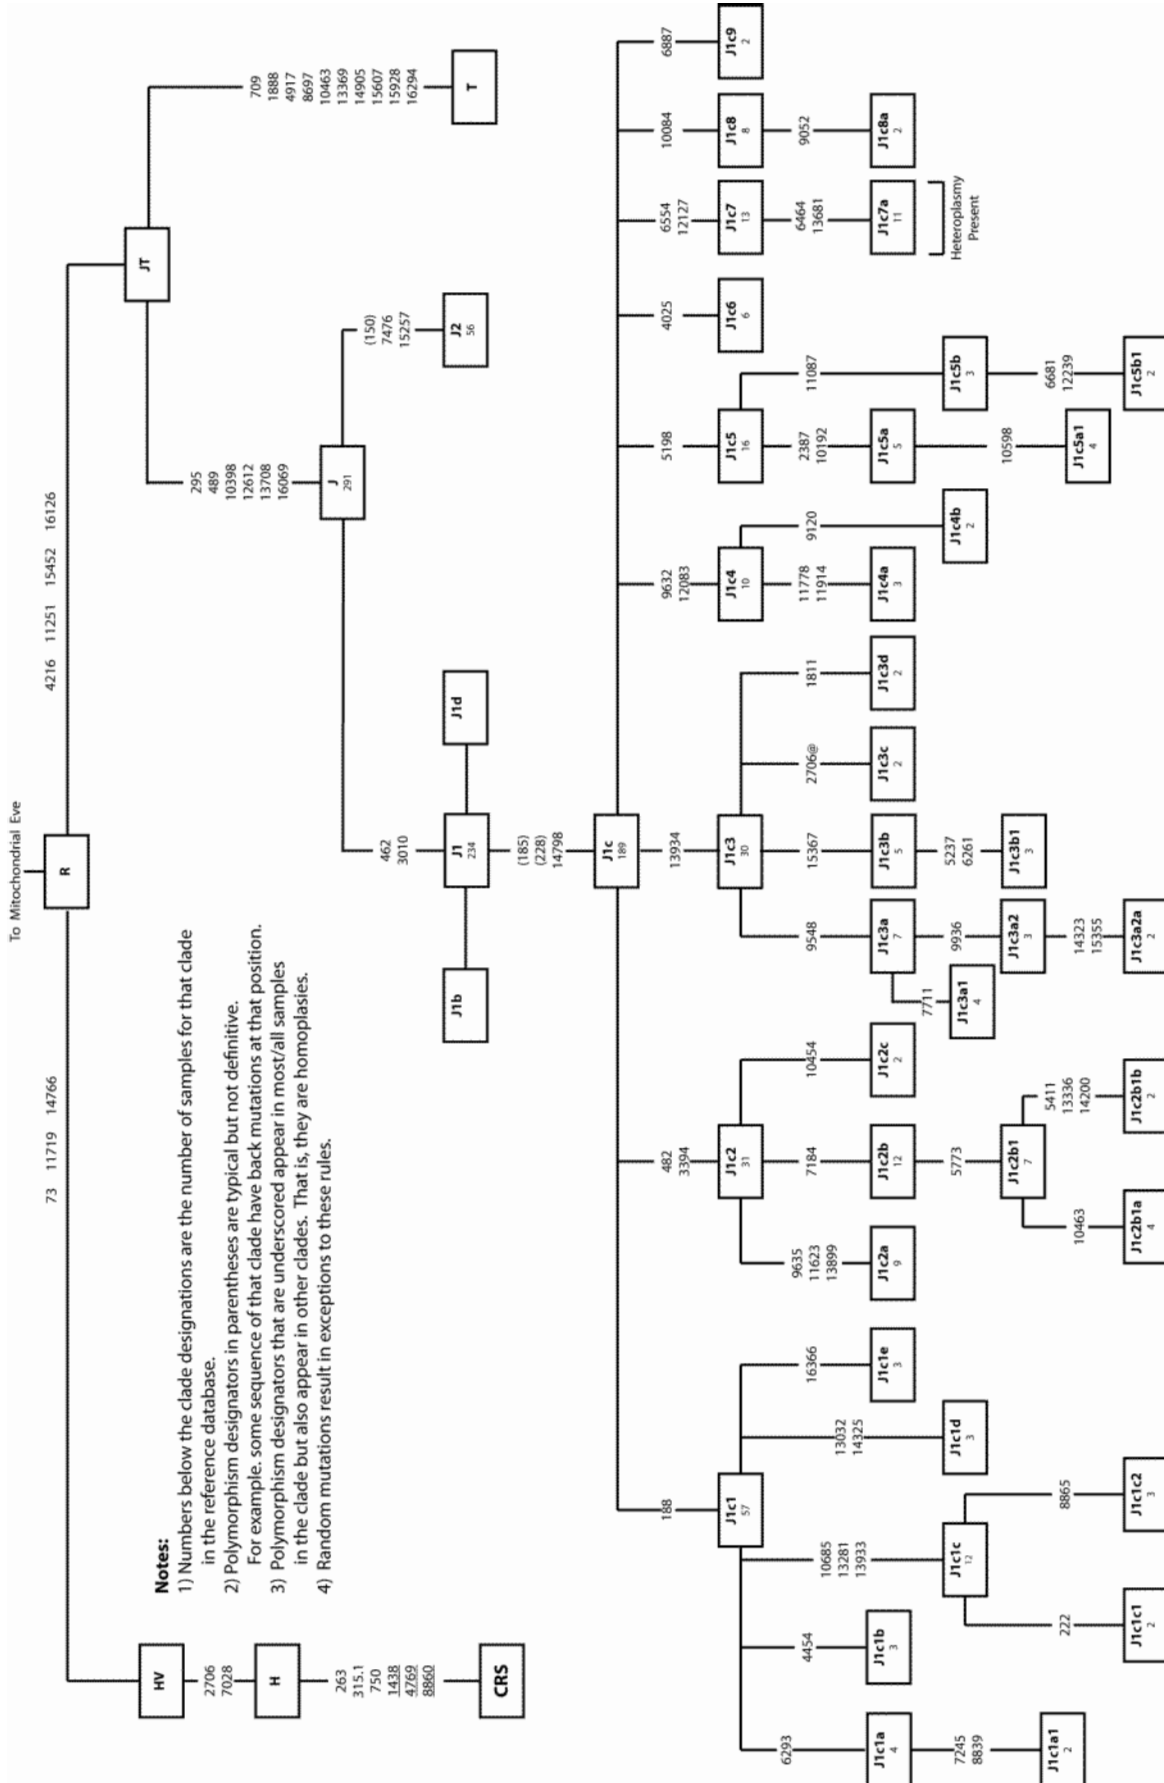 To Mitochondrial Eve
R
73 11719 14766
4216 11251 15452 16126
HV
2706
7028
H
263
315.1
750
1438
4769
8860
CRS
JT
295
489
10398
12612
13708
16069
709
1888
4917
8697
10463
13369
14905
15607
15928
16294
T
J
291
462
3010
(150)
7476
15257
J2
56
J1b
J1
234
J1d
(185)
(228)
14798
J1c
189
Notes:
1) Numbers below the clade designations are the number of samples for that clade
in the reference database.
2) Polymorphism designators in parentheses are typical but not definitive.
For example. some sequence of that clade have back mutations at that position.
3) Polymorphism designators that are underscored appear in most/all samples
in the clade but also appear in other clades. That is, they are homoplasies.
4) Random mutations result in exceptions to these rules.
188
J1c1
57
6293
J1c1a
4
7245
8839
J1c1a1
2
4454
J1c1b
3
10685
13281
13933
J1c1c
12
222
J1c1c1
2
8865
J1c1c2
3
13032
14325
J1c1d
3
16366
J1c1e
3
482
3394
J1c2
31
9635
11623
13899
J1c2a
9
7184
J1c2b
12
5773
J1c2b1
7
10463
J1c2b1a
4
5411
13336
14200
J1c2b1b
2
10454
J1c2c
2
13934
J1c3
30
9548
J1c3a
7
7711
J1c3a1
4
9936
J1c3a2
3
14323
15355
J1c3a2a
2
15367
J1c3b
5
5237
6261
J1c3b1
3
2706@
J1c3c
2
1811
J1c3d
2
9632
12083
J1c4
10
11778
11914
J1c4a
3
9120
J1c4b
2
5198
J1c5
16
2387
10192
J1c5a
5
10598
J1c5a1
4
11087
J1c5b
3
6681
12239
J1c5b1
2
4025
J1c6
6
6554
12127
J1c7
13
6464
13681
J1c7a
11
Heteroplasmy
Present
10084
J1c8
8
9052
J1c8a
2
6887
J1c9
2